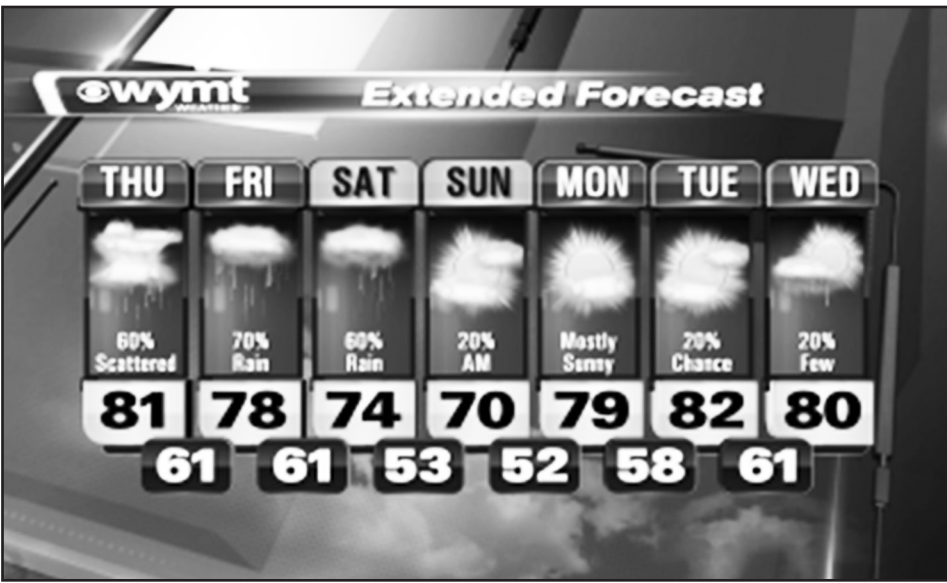 wymt
WEATHER
Extended Forecast
THU FRI SAT SUN MON TUE WED
60% 70% 60% 20% Mostly 20% 20%
Scattered Rain Rain AM Sunny Chance Few
81 78 74 70 79 82 80
61 61 53 52 58 61